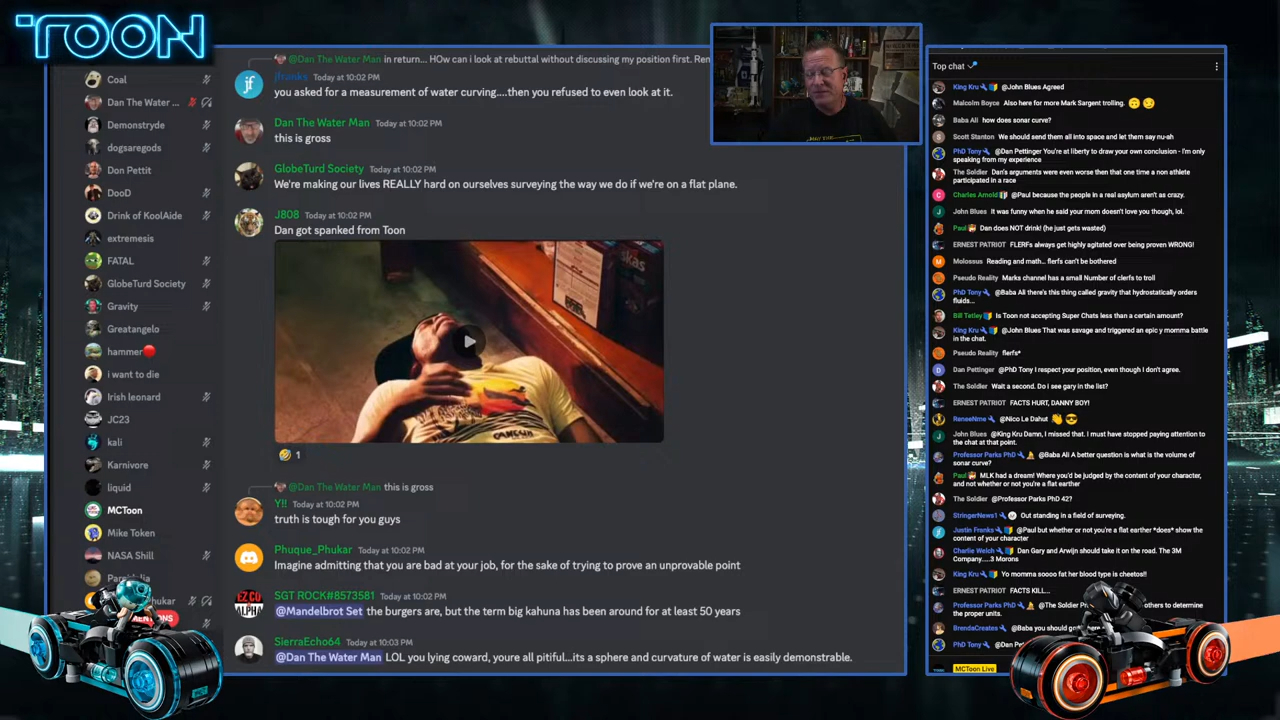 TOON
Coal
Dan The Water ...
Demonstryde
dogsaregods
Don Pettit
DooD
Drink of KoolAide
extremesis
FATAL
GlobeTurd Society
Gravity
Greatangelo
hammer
i want to die
Irish leonard
JC23
kali
Karnivore
liquid
MCToon
Mike Token
NASA Shill
@Dan The Water Man in return... HOw can i look at rebuttal without discussing my position first. Ren
jfranks Today at 10:02 PM
you asked for a measurement of water curving....then you refused to even look at it.
Dan The Water Man Today at 10:02 PM
this is gross
GlobeTurd Society Today at 10:02 PM
We're making our lives REALLY hard on ourselves surveying the way we do if we're on a flat plane.
J808 Today at 10:02 PM
Dan got spanked from Toon
1
@Dan The Water Man this is gross
Y!! Today at 10:02 PM
truth is tough for you guys
Phuque_Phukar Today at 10:02 PM
Imagine admitting that you are bad at your job, for the sake of trying to prove an unprovable point
SGT ROCK#8573581 Today at 10:02 PM
@Mandelbrot Set the burgers are, but the term big kahuna has been around for at least 50 years
SierraEcho64 Today at 10:03 PM
@Dan The Water Man LOL you lying coward, youre all pitiful...its a sphere and curvature of water is easily demonstrable.
Top chat
King Kru @John Blues Agreed
Malcolm Boyce Also here for more Mark Sargent trolling.
Baba Ali how does sonar curve?
Scott Stanton We should send them all into space and let them say nu-ah
PhD Tony @Dan Pettinger You're at liberty to draw your own conclusion - I'm only
speaking from my experience
The Soldier Dan's arguments were even worse then that one time a non athlete
participated in a race
Charles Arnold @Paul because the people in a real asylum aren't as crazy.
John Blues It was funny when he said your mom doesn't love you though, lol.
Paul Dan does NOT drink! (he just gets wasted)
ERNEST PATRIOT FLERFs always get highly agitated over being proven WRONG!
Molossus Reading and math... flerfs can't be bothered
Pseudo Reality Marks channel has a small Number of clerfs to troll
PhD Tony @Baba Ali there's this thing called gravity that hydrostatically orders
fluids...
Bill Tetley Is Toon not accepting Super Chats less than a certain amount?
King Kru @John Blues That was savage and triggered an epic y momma battle
in the chat.
Pseudo Reality flerfs*
Dan Pettinger @PhD Tony I respect your position, even though I don't agree.
The Soldier Wait a second. Do i see gary in the list?
ERNEST PATRIOT FACTS HURT, DANNY BOY!
ReneeNme @Nico Le Dahut
John Blues @King Kru Damn, I missed that. I must have stopped paying attention to
the chat at that point.
Professor Parks PhD @Baba Ali A better question is what is the volume of
sonar curve?
Paul MLK had a dream! Where you'd be judged by the content of your character,
and not whether or not you're a flat earther
The Soldier @Professor Parks PhD 42?
StringerNews1 Out standing in a field of surveying.
Justin Fronks @Paul but whether or not you're a flat earther *does* show the
content of your character
Charlie Welch Dan Gary and Arwijn should take it on the road. The 3M
Company....3 Morons
King Kru Yo momma soooo fat her blood type is cheetos!!
ERNEST PATRIOT FACTS KILL...
Professor Parks PhD @The Soldier Pr others to determine
the proper units.
BrendaCreates @Baba you should go
PhD Tony @Dan Pe
MCToon Live